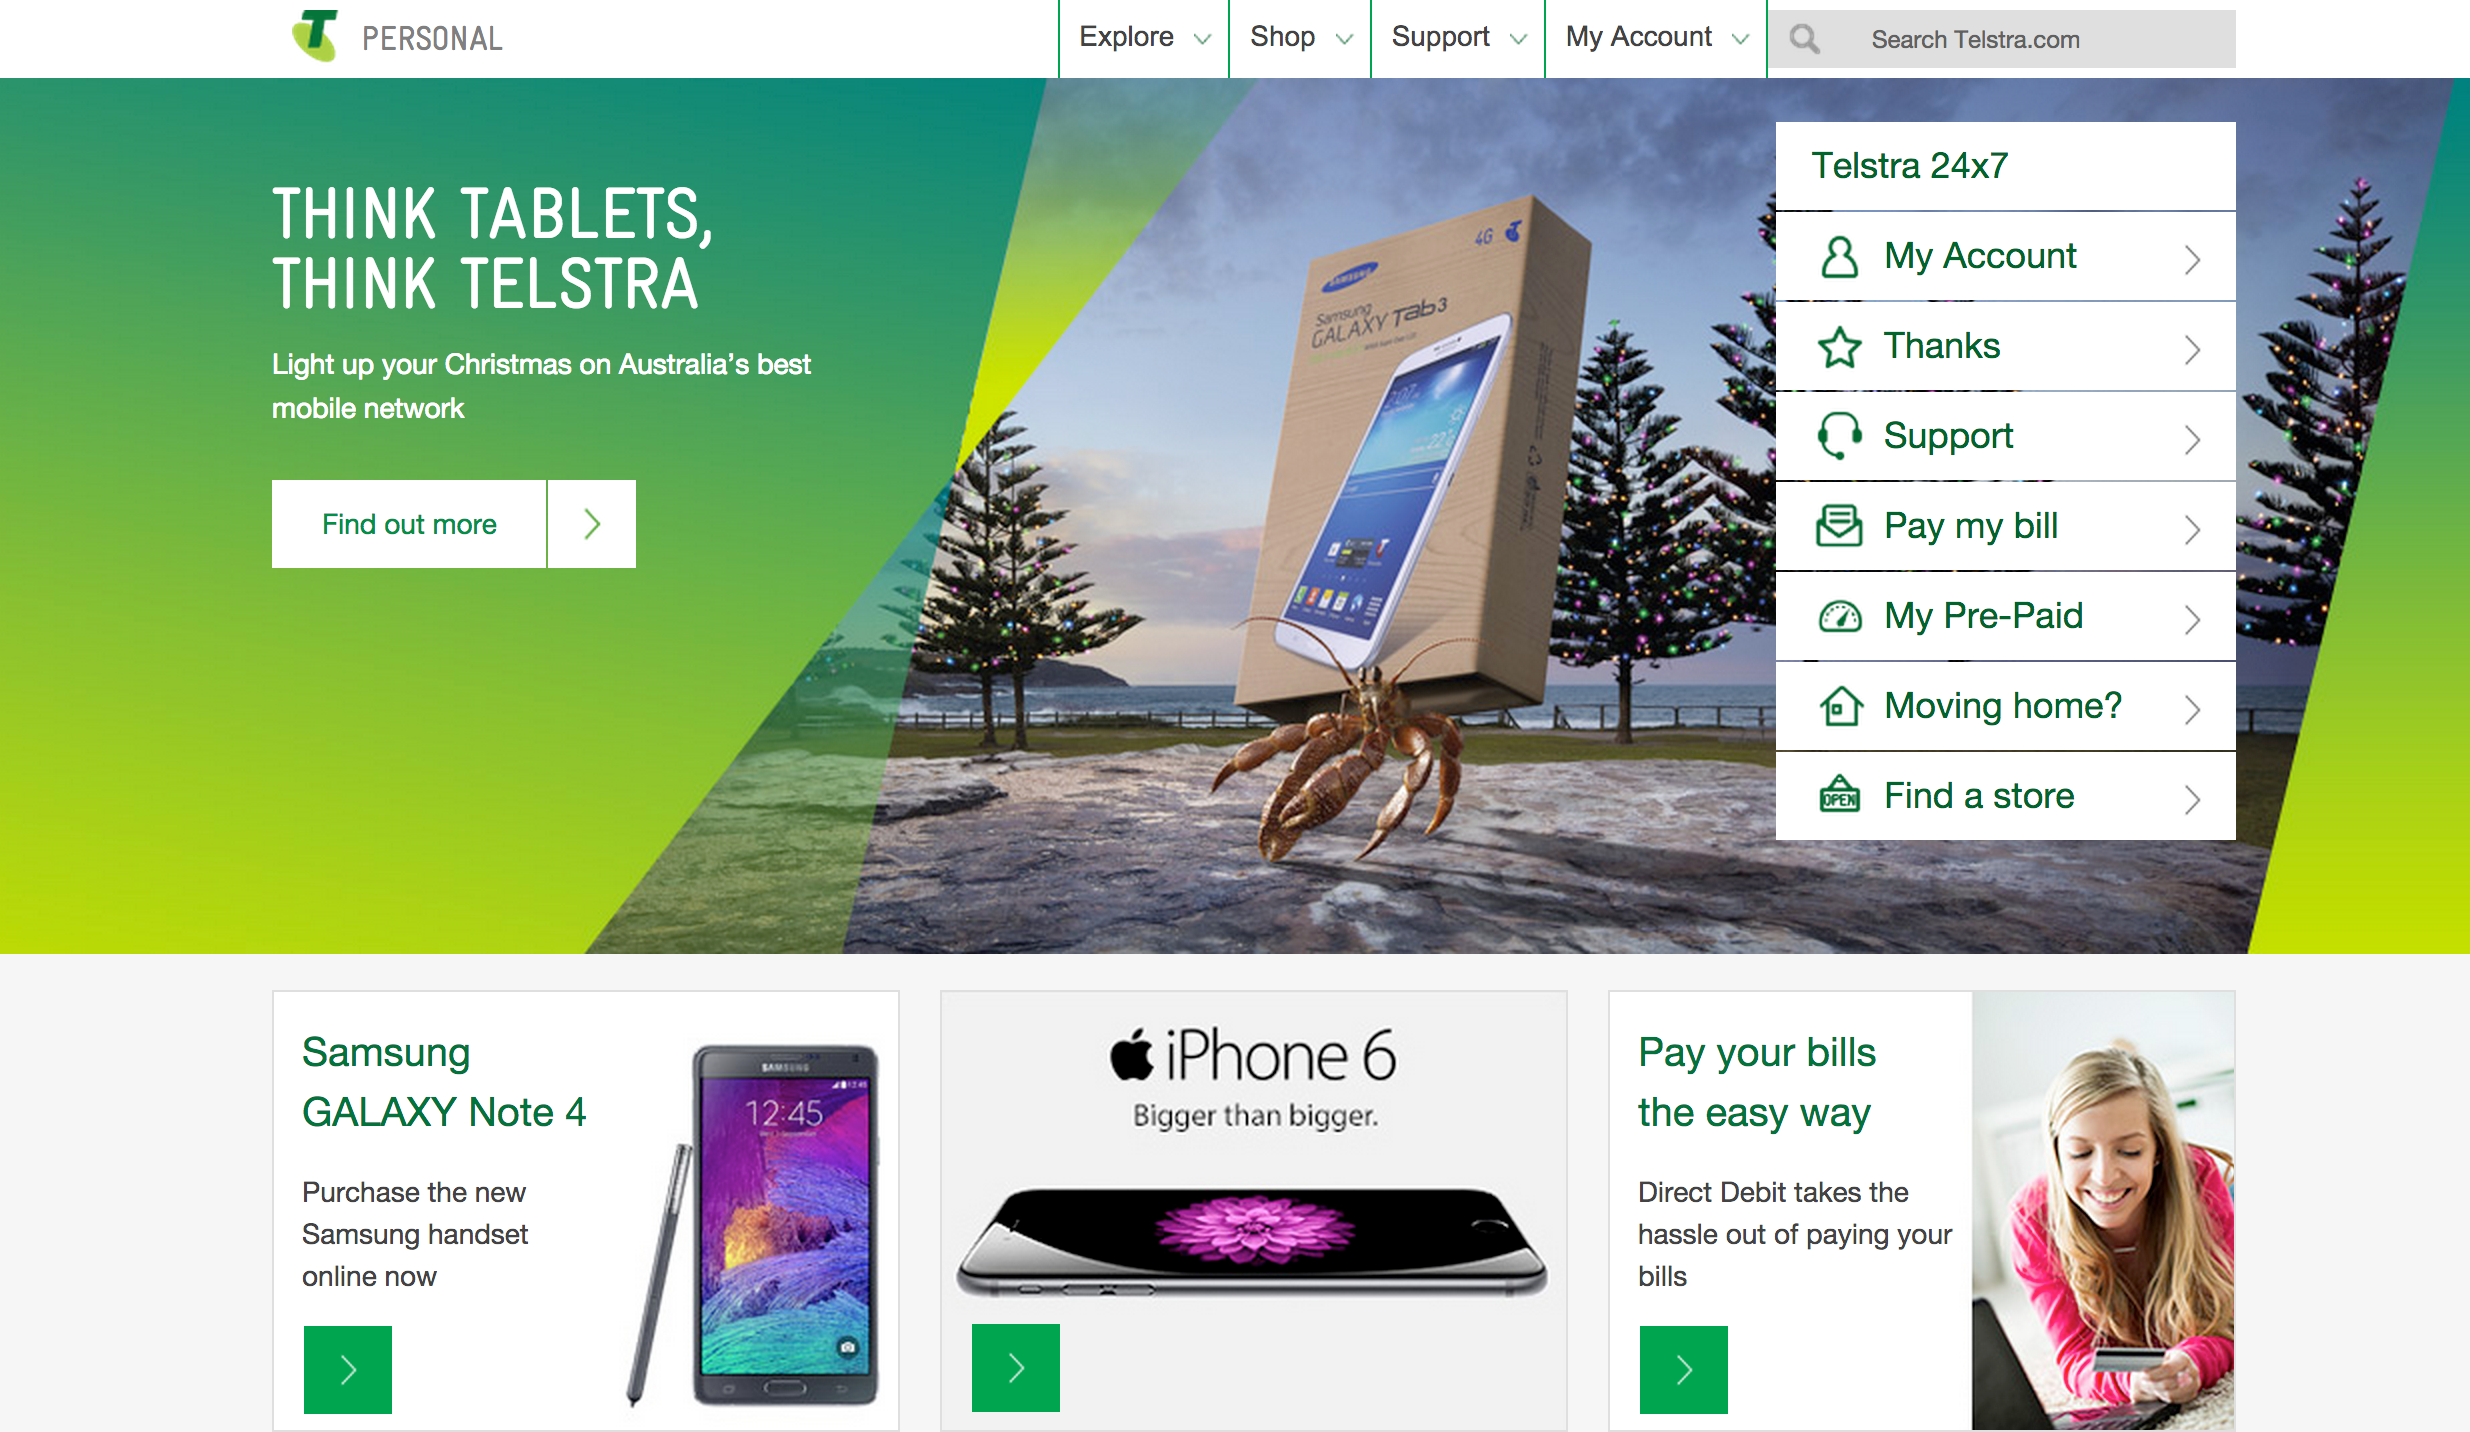 T PERSONAL
Explore
Shop
Support
My Account
Search Telstra.com
THINK TABLETS,
THINK TELSTRA
Light up your Christmas on Australia’s best
mobile network
Find out more
4G
SAMSUNG
Samsung
GALAXY Tab 3
Telstra 24x7
My Account
Thanks
Support
Pay my bill
My Pre-Paid
Moving home?
OPEN
Find a store
Samsung
GALAXY Note 4
Purchase the new
Samsung handset
online now
SAMSUNG
12:45
iPhone 6
Bigger than bigger.
Pay your bills
the easy way
Direct Debit takes the
hassle out of paying your
bills